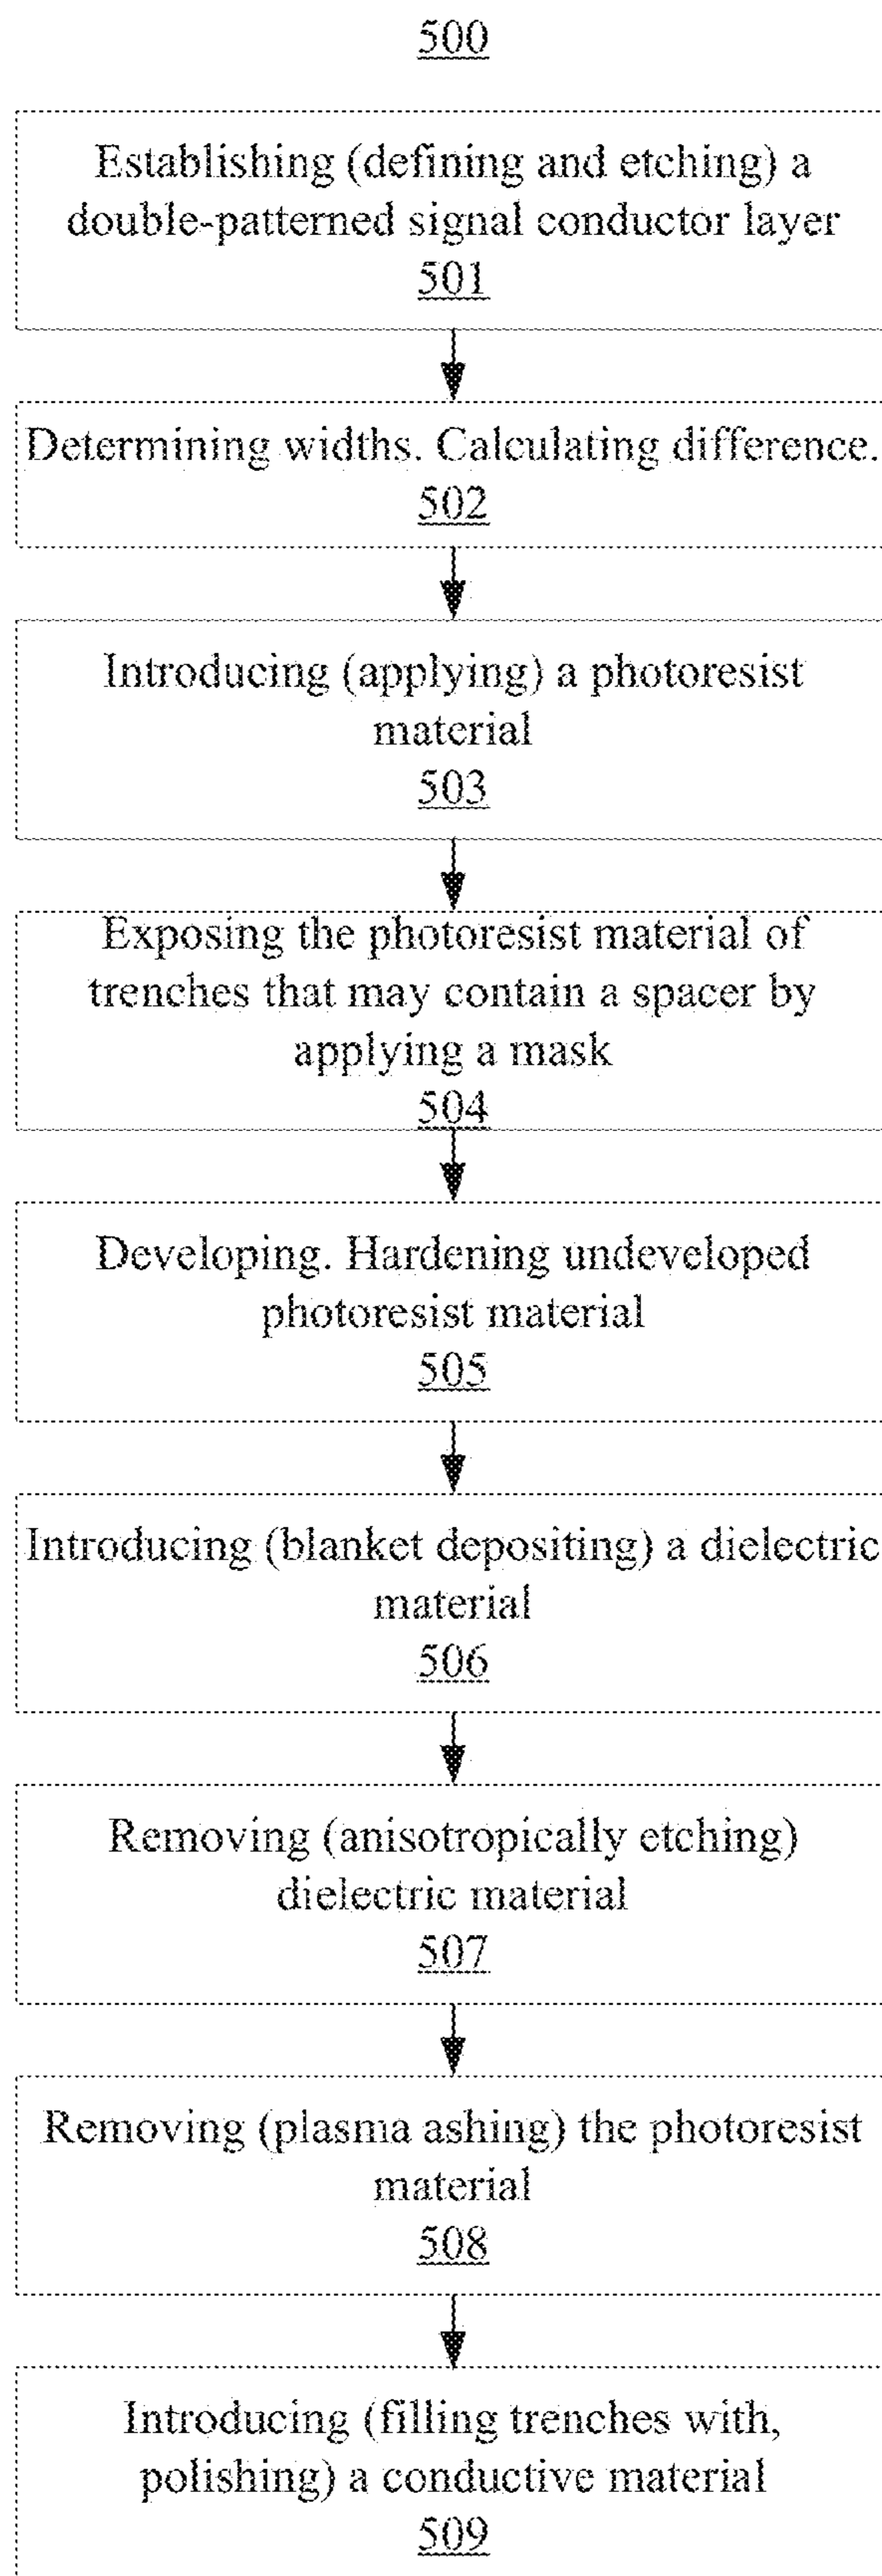 500
Establishing (defining and etching) a
double-patterned signal conductor layer
501
Determining widths. Calculating difference.
502
Introducing (applying) a photoresist
material
503
Exposing the photoresist material of
trenches that may contain a spacer by
applying a mask
504
Developing. Hardening undeveloped
photoresist material
505
Introducing (blanket depositing) a dielectric
material
506
Removing (anisotropically etching)
dielectric material
507
Removing (plasma ashing) the photoresist
material
508
Introducing (filling trenches with,
polishing) a conductive material
509